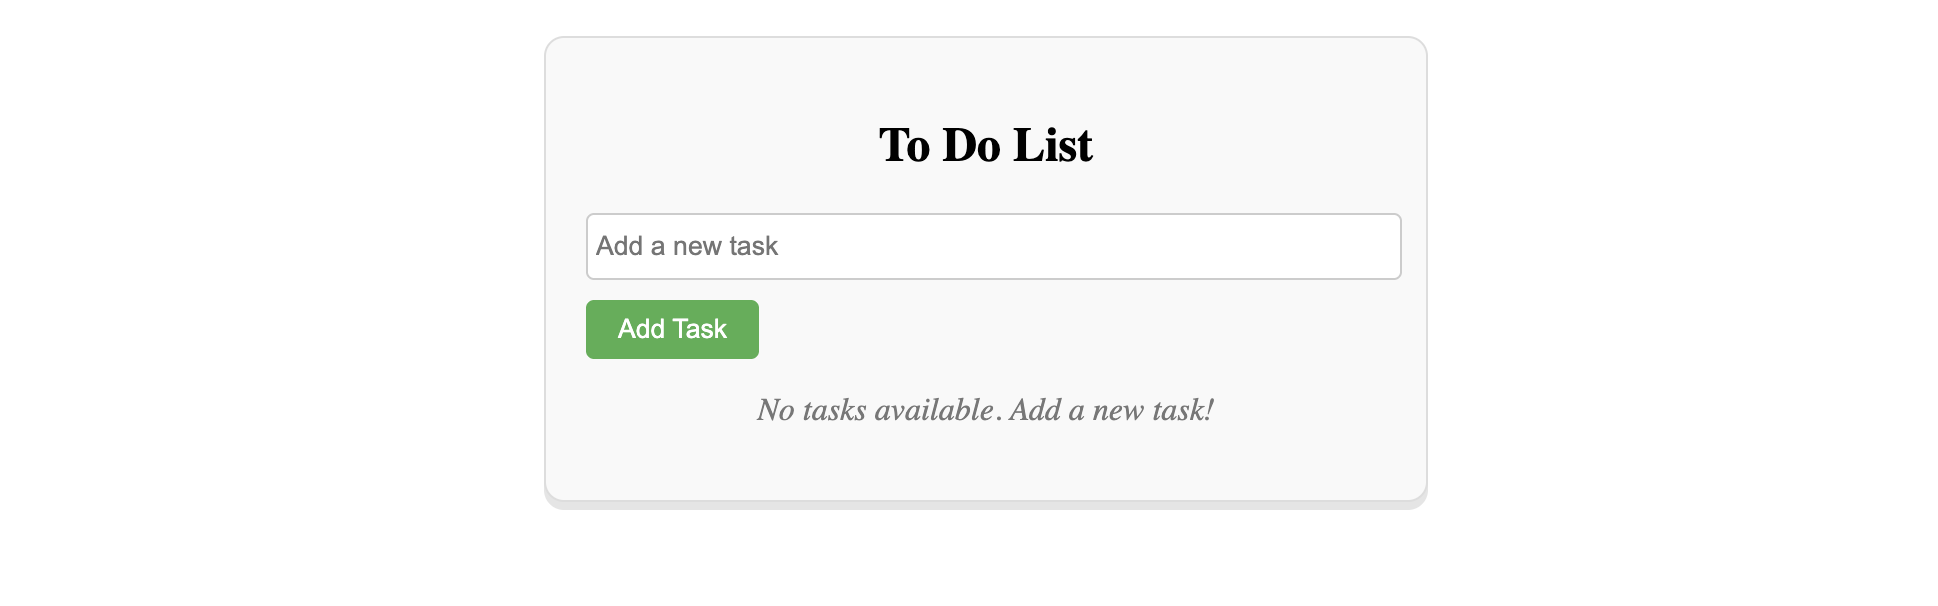 To Do List
Add a new task
Add Task
No tasks available. Add a new task!